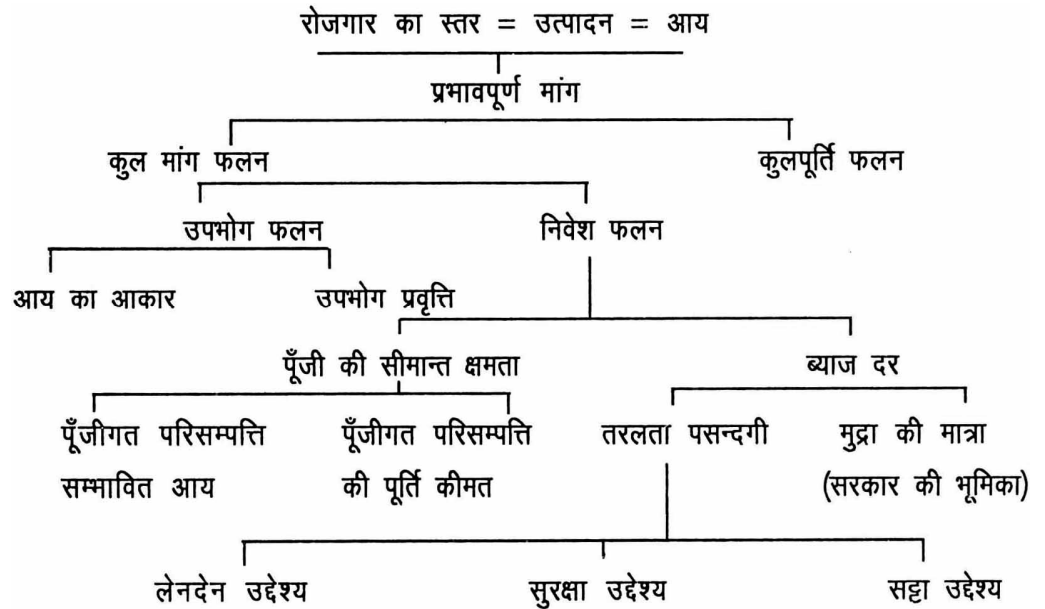 रोजगार का स्तर = उत्पादन = आय
प्रभावपूर्ण मांग
कुल मांग फलन
कुलपूर्ति फलन
उपभोग फलन
निवेश फलन
आय का आकार
उपभोग प्रवृत्ति
पूँजी की सीमान्त क्षमता
ब्याज दर
पूँजीगत परिसम्पत्ति
सम्भावित आय
पूँजीगत परिसम्पत्ति
की पूर्ति कीमत
तरलता पसन्दगी
मुद्रा की मात्रा
(सरकार की भूमिका)
लेनदेन उद्देश्य
सुरक्षा उद्देश्य
सट्टा उद्देश्य